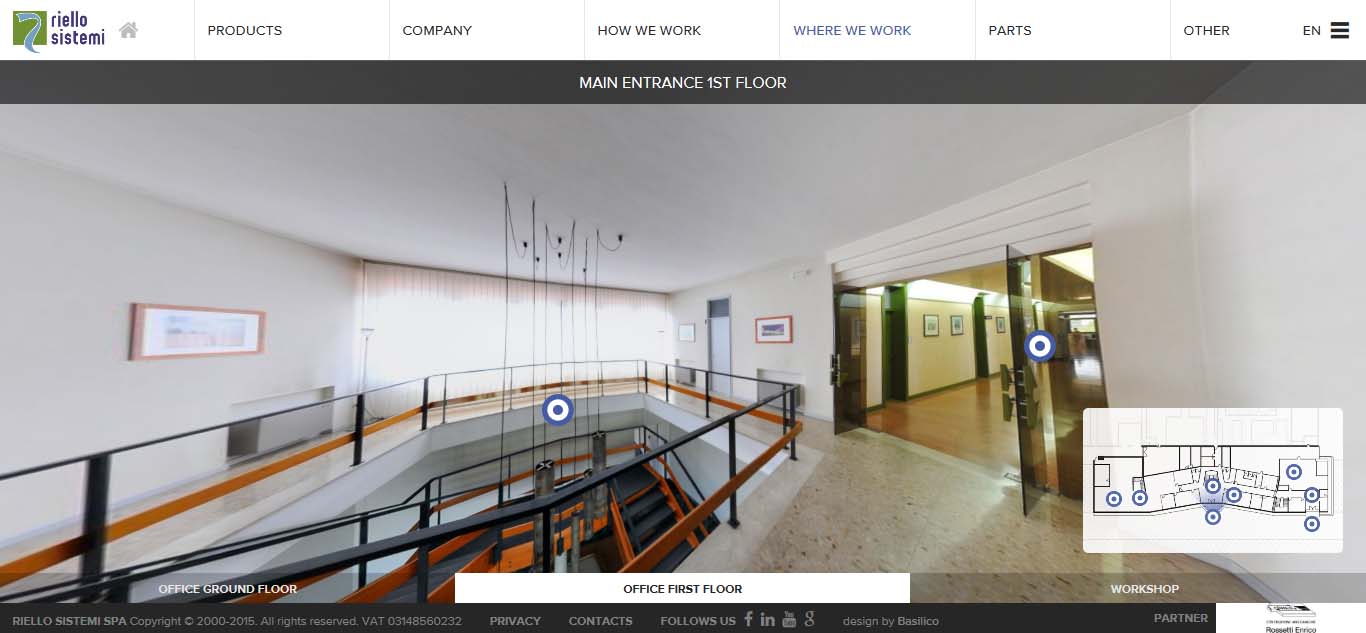 riello
sistemi
PRODUCTS
COMPANY
HOW WE WORK
WHERE WE WORK
PARTS
OTHER
EN
MAIN ENTRANCE 1ST FLOOR
OFFICE GROUND FLOOR
OFFICE FIRST FLOOR
WORKSHOP
RIELLO SISTEMI SPA Copyright © 2000-2015. All rights reserved. VAT 03148560232
PRIVACY
CONTACTS
FOLLOWS US
design by Basilico
PARTNER
Rossetti Enrico